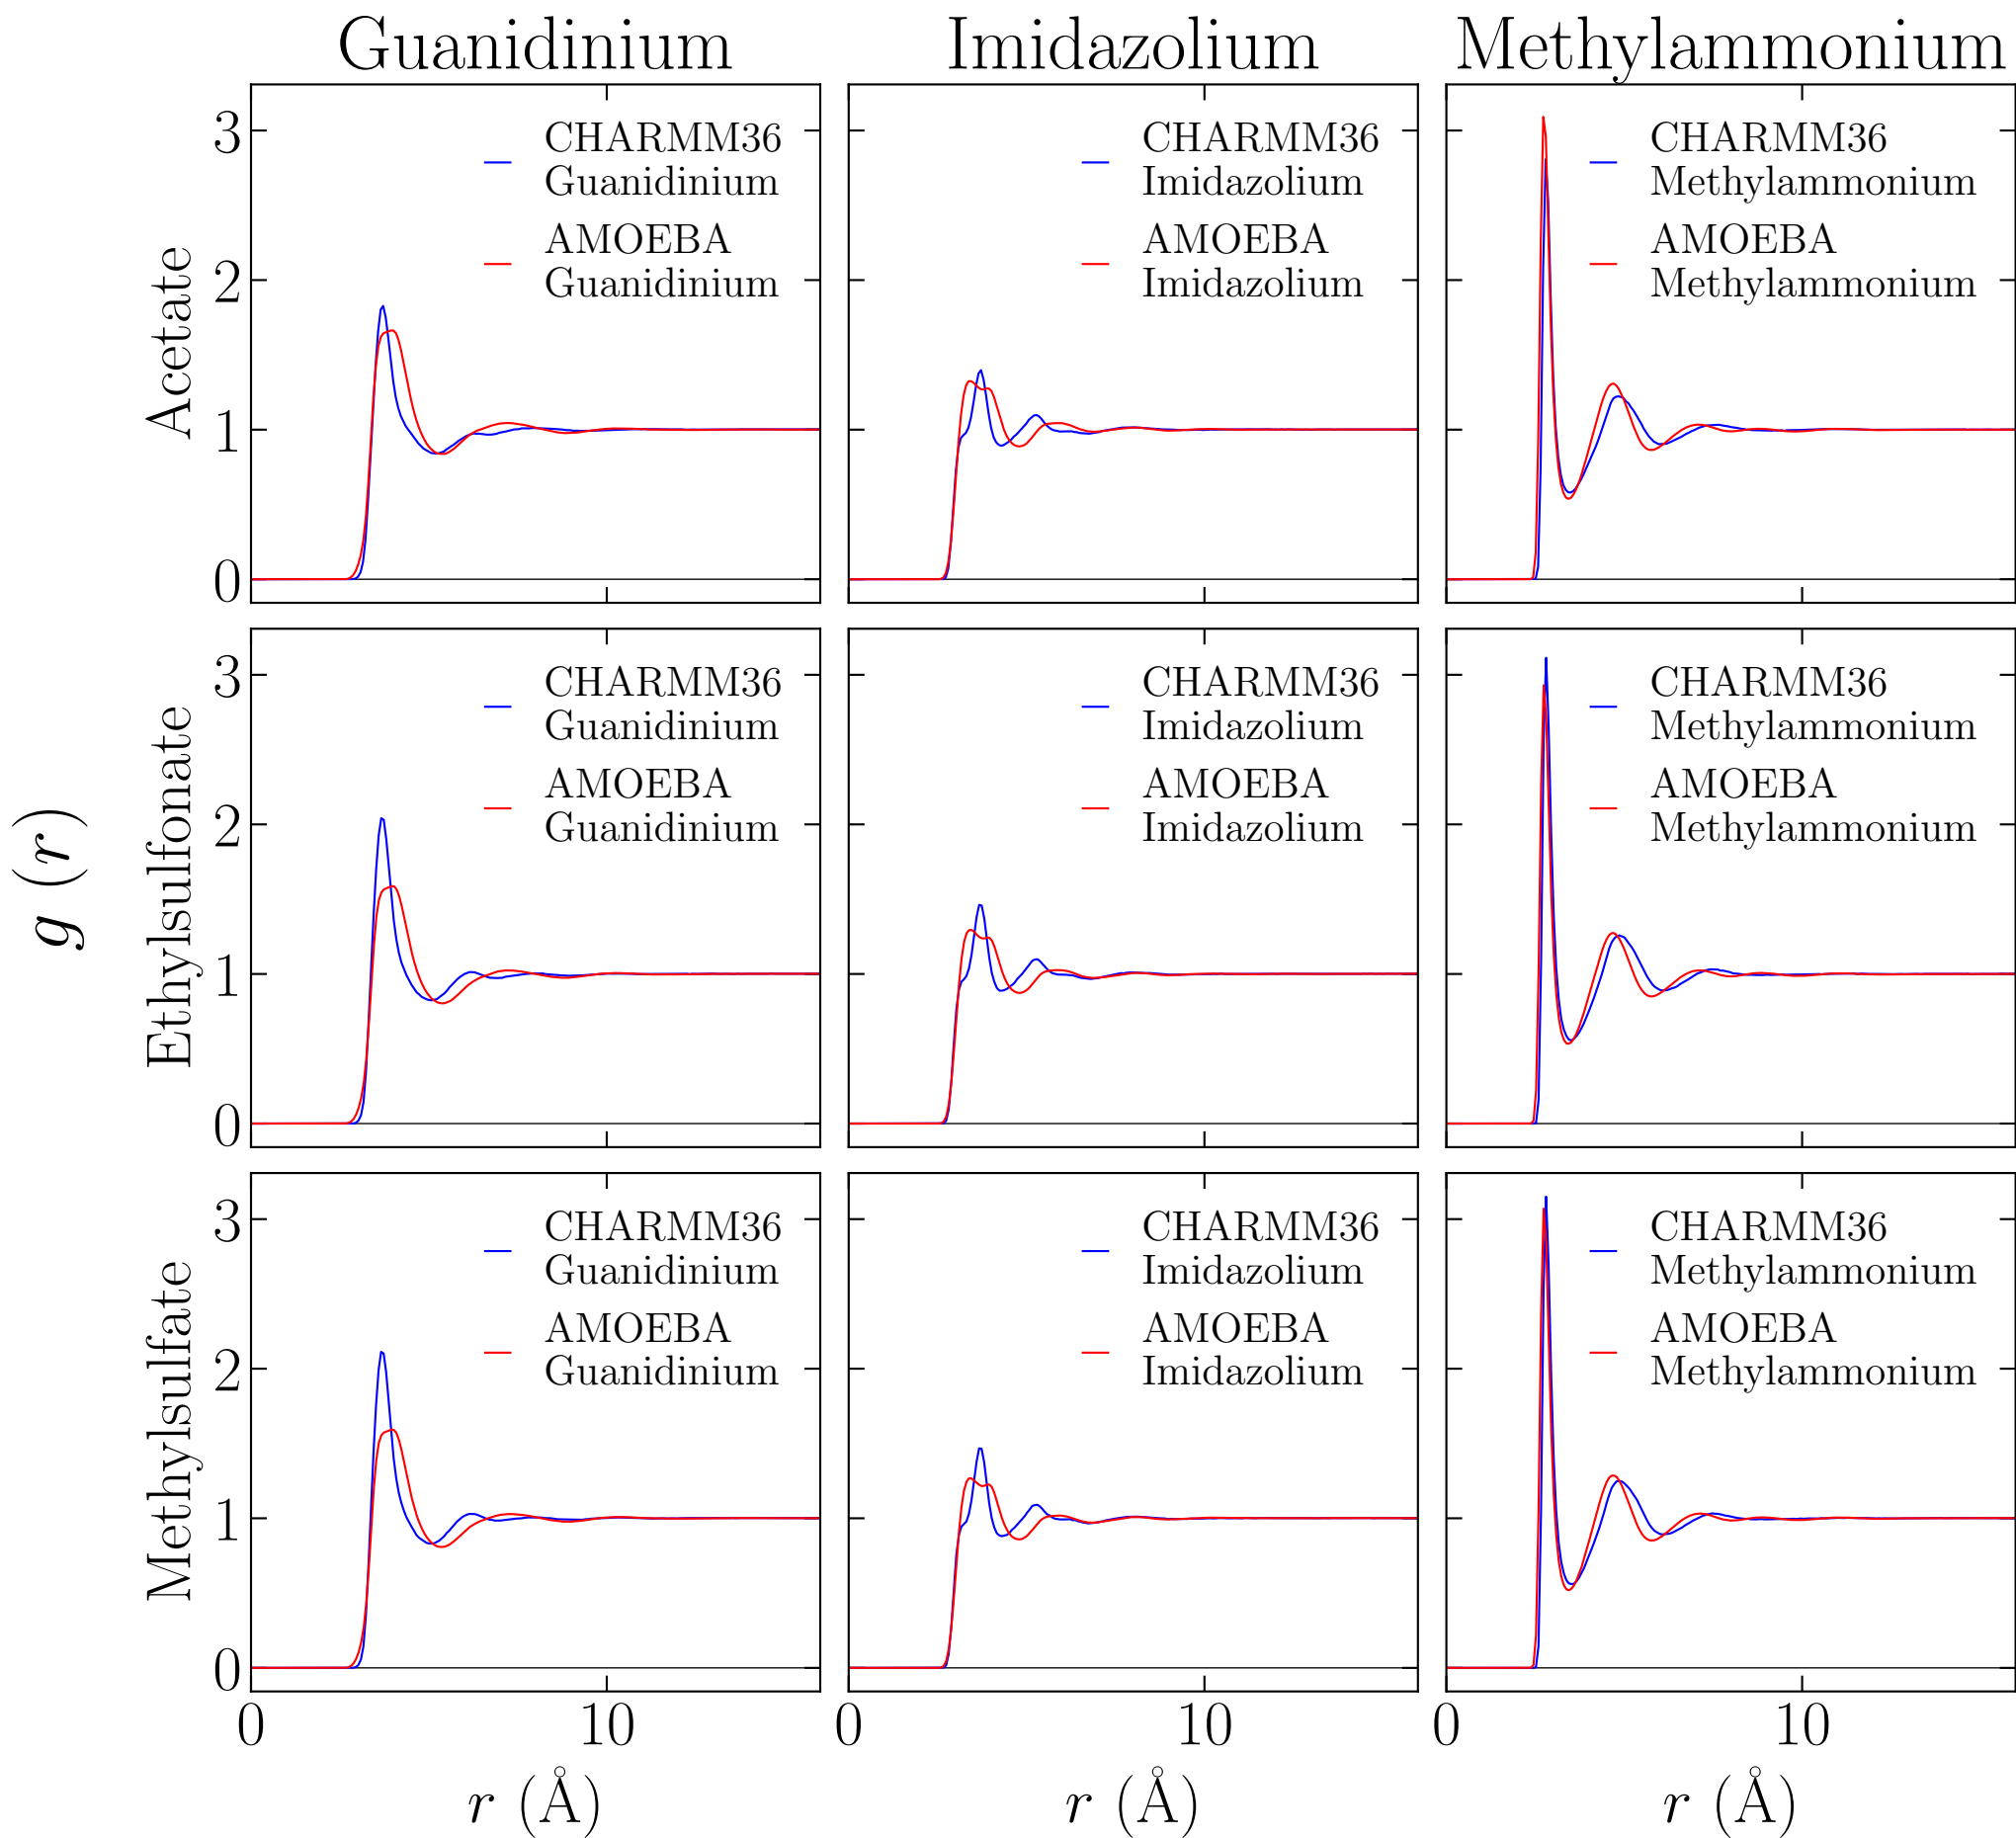 Guanidinium Imidazolium Methylammonium
g (r)
Acetate
3
2
1
0
CHARMM36
Guanidinium
AMOEBA
Guanidinium
CHARMM36
Imidazolium
AMOEBA
Imidazolium
CHARMM36
Methylammonium
AMOEBA
Methylammonium
Ethylsulfonate
3
2
1
0
CHARMM36
Guanidinium
AMOEBA
Guanidinium
CHARMM36
Imidazolium
AMOEBA
Imidazolium
CHARMM36
Methylammonium
AMOEBA
Methylammonium
Methylsulfate
3
2
1
0
CHARMM36
Guanidinium
AMOEBA
Guanidinium
CHARMM36
Imidazolium
AMOEBA
Imidazolium
CHARMM36
Methylammonium
AMOEBA
Methylammonium
0 10 0 10 0 10
r (Å) r (Å) r (Å)